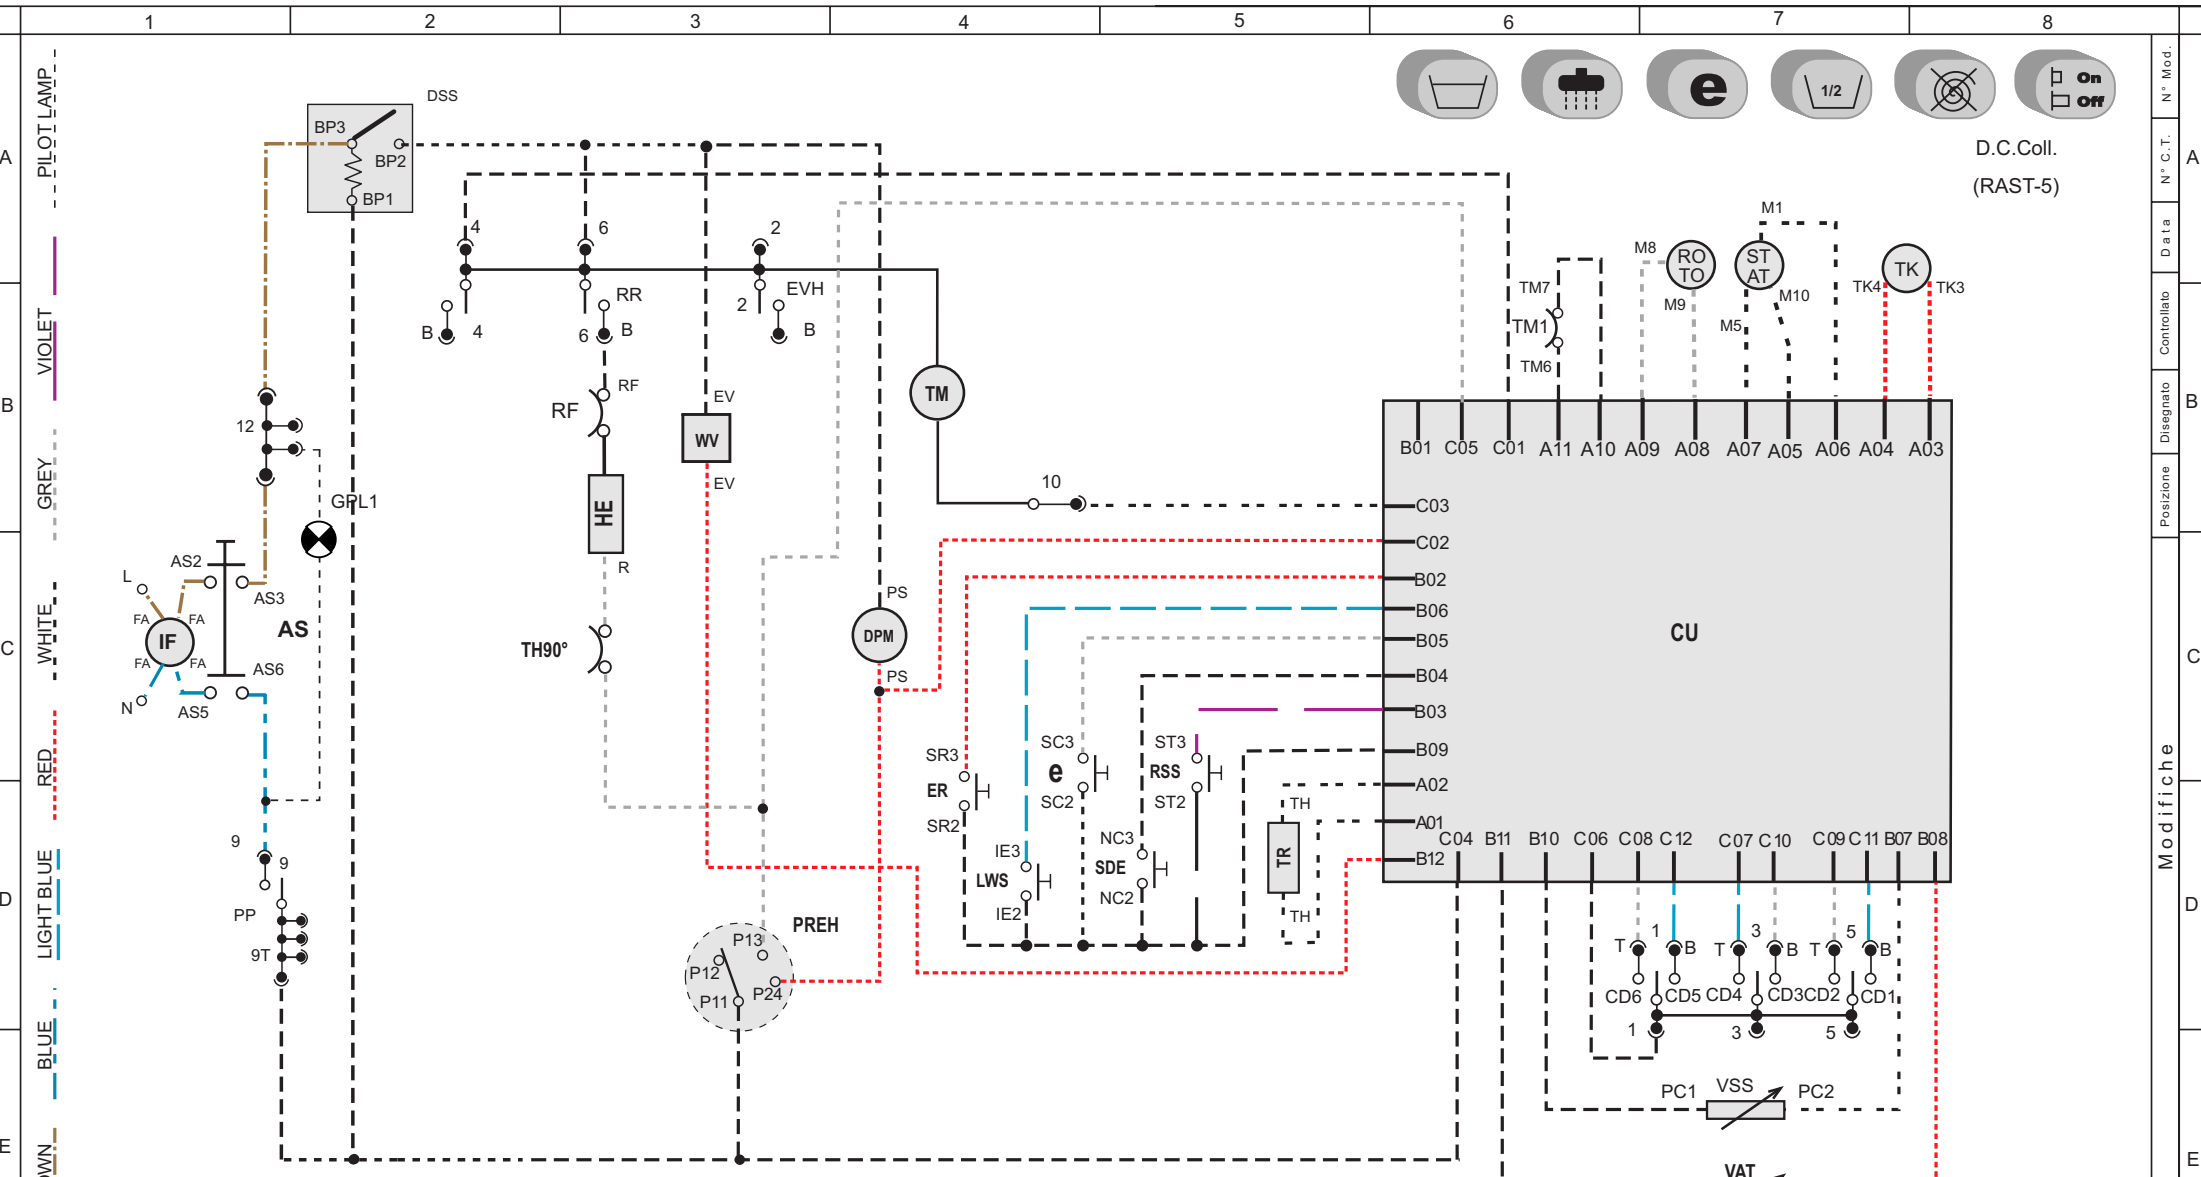 1 2 3 4 5 6 7 8
A
B
C
D
E
PILOT LAMP
VIOLET
GREY
WHITE
RED
LIGHT BLUE
BLUE
OWN
DSS
BP3
BP2
BP1
4 6 2
RR
EVH
2
B 4 6 B B
RF
RF
EV
WV
EV
TM
12
GPL1
HE
R
10
L
AS2
AS3
FA FA
IF
FA FA
AS
AS6
N
AS5
TH90°
PS
DPM
PS
9
9
PP
9T
PREH
P13
P12
P11
P24
SR3
ER
SR2
IE3
LWS
IE2
SC3
e
SC2
NC3
SDE
NC2
ST3
RSS
ST2
TH
TR
TH
e
1/2
C
On
Off
D.C.Coll.
(RAST-5)
M1
M8
RO
TO
ST
AT
TK
TM7
TK4
TK3
M9
M10
TM1
M5
TM6
B01 C05 C01 A11 A10 A09 A08 A07 A05 A06 A04 A03
C03
C02
B02
B06
B05
B04
B03
B09
A02
A01
B12
CU
C04 B11 B10 C06 C08 C12 C07 C10 C09 C11 B07 B08
1 3 5
T B T B T B
CD6 CD5 CD4 CD3 CD2 CD1
1 3 5
PC1 VSS PC2
VAT
N° Mod.
N° C.T.
Data
Controllato
Disegnato
Posizione
Modifiche
A
B
C
D
E